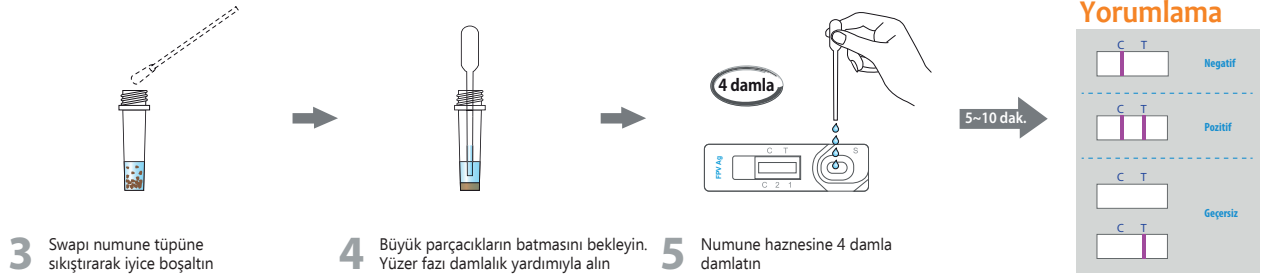 Yorumlama
C T
Negatif
C T
Pozitif
C T
Geçersiz
C T
4 damla
5~10 dak.
FPV Ag
C T
S
C 2 1
3 Swapı numune tüpüne
sıkıştırarak iyice boşaltın
4 Büyük parçacıkların batmasını bekleyin.
Yüzer fazı damlalık yardımıyla alın
5 Numune haznesine 4 damla
damlatın